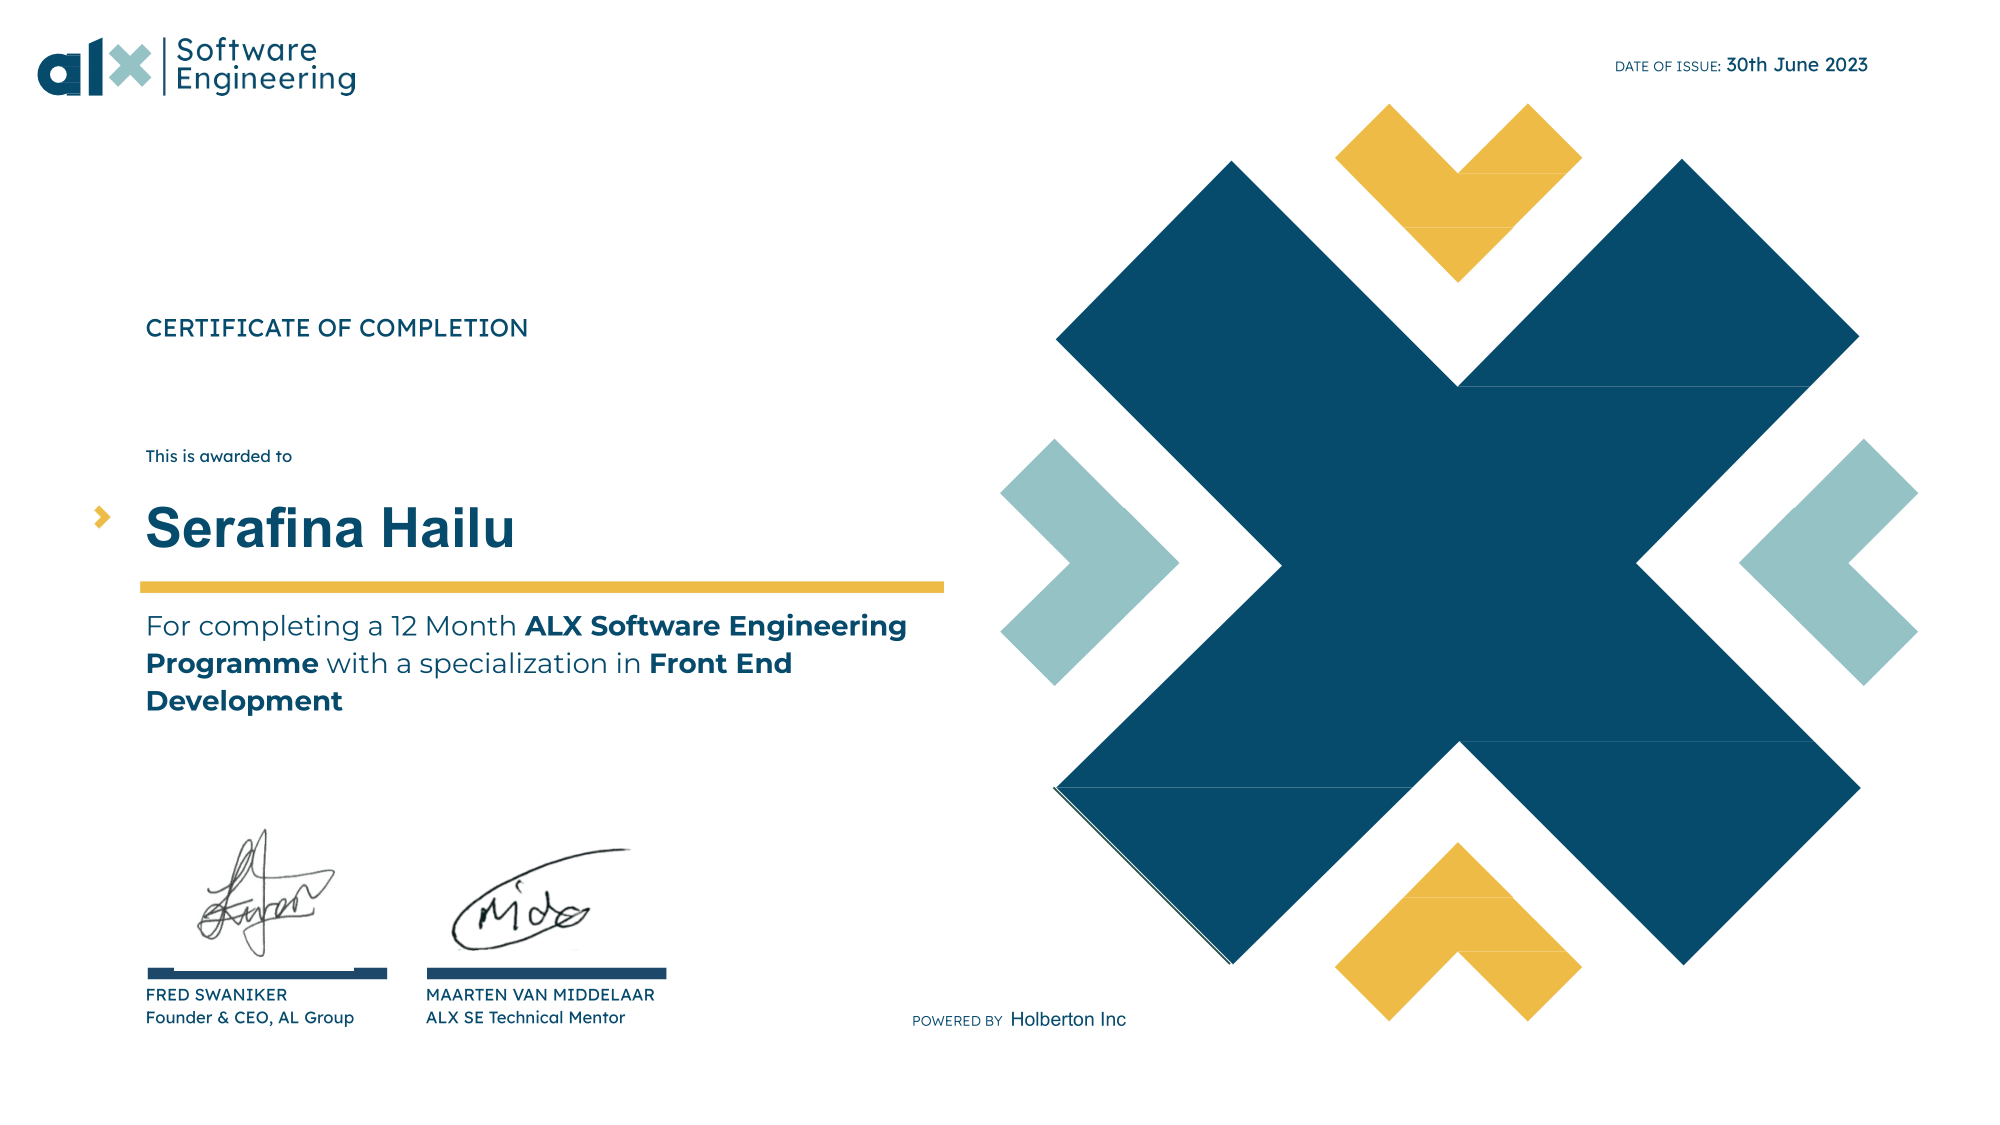 alx Software
Engineering
DATE OF ISSUE: 30th June 2023
CERTIFICATE OF COMPLETION
This is awarded to
Serafina Hailu
For completing a 12 Month ALX Software Engineering
Programme with a specialization in Front End
Development
FRED SWANIKER
Founder & CEO, AL Group
MAARTEN VAN MIDDELAAR
ALX SE Technical Mentor
POWERED BY Holberton Inc